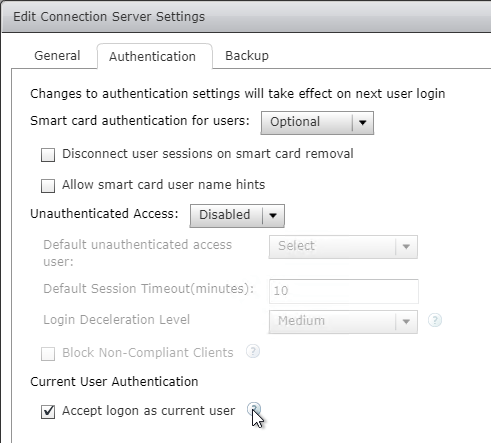 Edit Connection Server Settings
General Authentication Backup
Changes to authentication settings will take effect on next user login
Smart card authentication for users: Optional
Disconnect user sessions on smart card removal
Allow smart card user name hints
Unauthenticated Access: Disabled
Default unauthenticated access Select
user:
Default Session Timeout(minutes): 10
Login Deceleration Level Medium ?
Block Non-Compliant Clients ?
Current User Authentication
Accept logon as current user ?